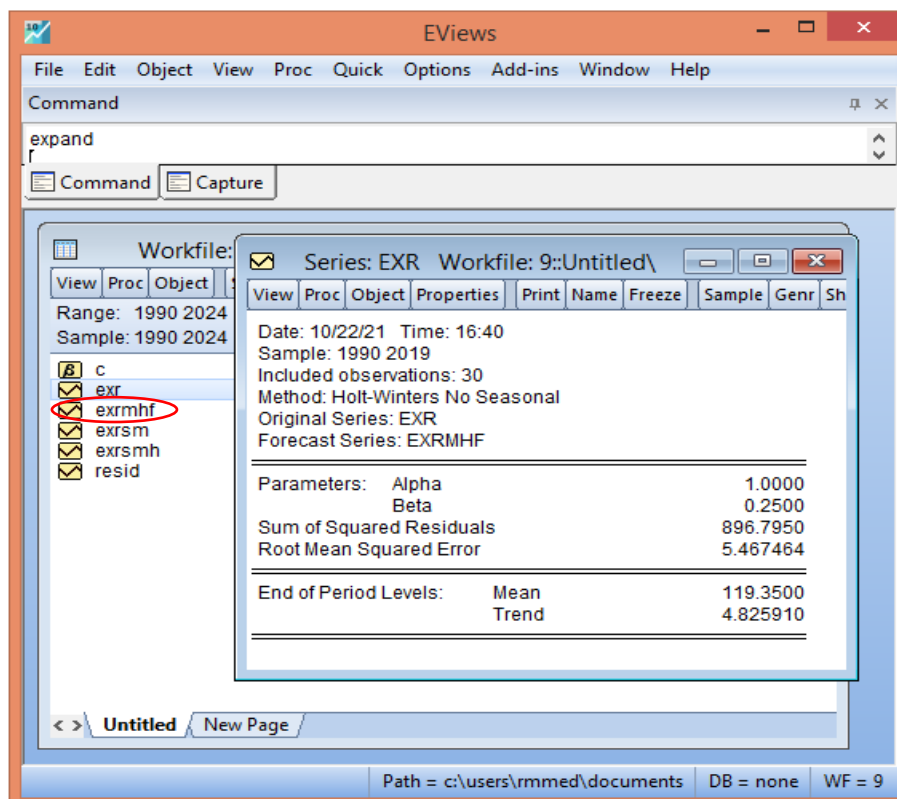 10
EViews
File Edit Object View Proc Quick Options Add-ins Window Help
Command
expand
Command Capture
Workfile:
View Proc Object
Range: 1990 2024
Sample: 1990 2024
β c
exr
exrmhf
exrsm
exrsmh
resid
Series: EXR Workfile: 9::Untitled\
View Proc Object Properties Print Name Freeze Sample Genr Sh
Date: 10/22/21 Time: 16:40
Sample: 1990 2019
Included observations: 30
Method: Holt-Winters No Seasonal
Original Series: EXR
Forecast Series: EXRMHF
Parameters: Alpha 1.0000
Beta 0.2500
Sum of Squared Residuals 896.7950
Root Mean Squared Error 5.467464
End of Period Levels: Mean 119.3500
Trend 4.825910
< > Untitled New Page
Path = c:\users\rmmed\documents DB = none WF = 9